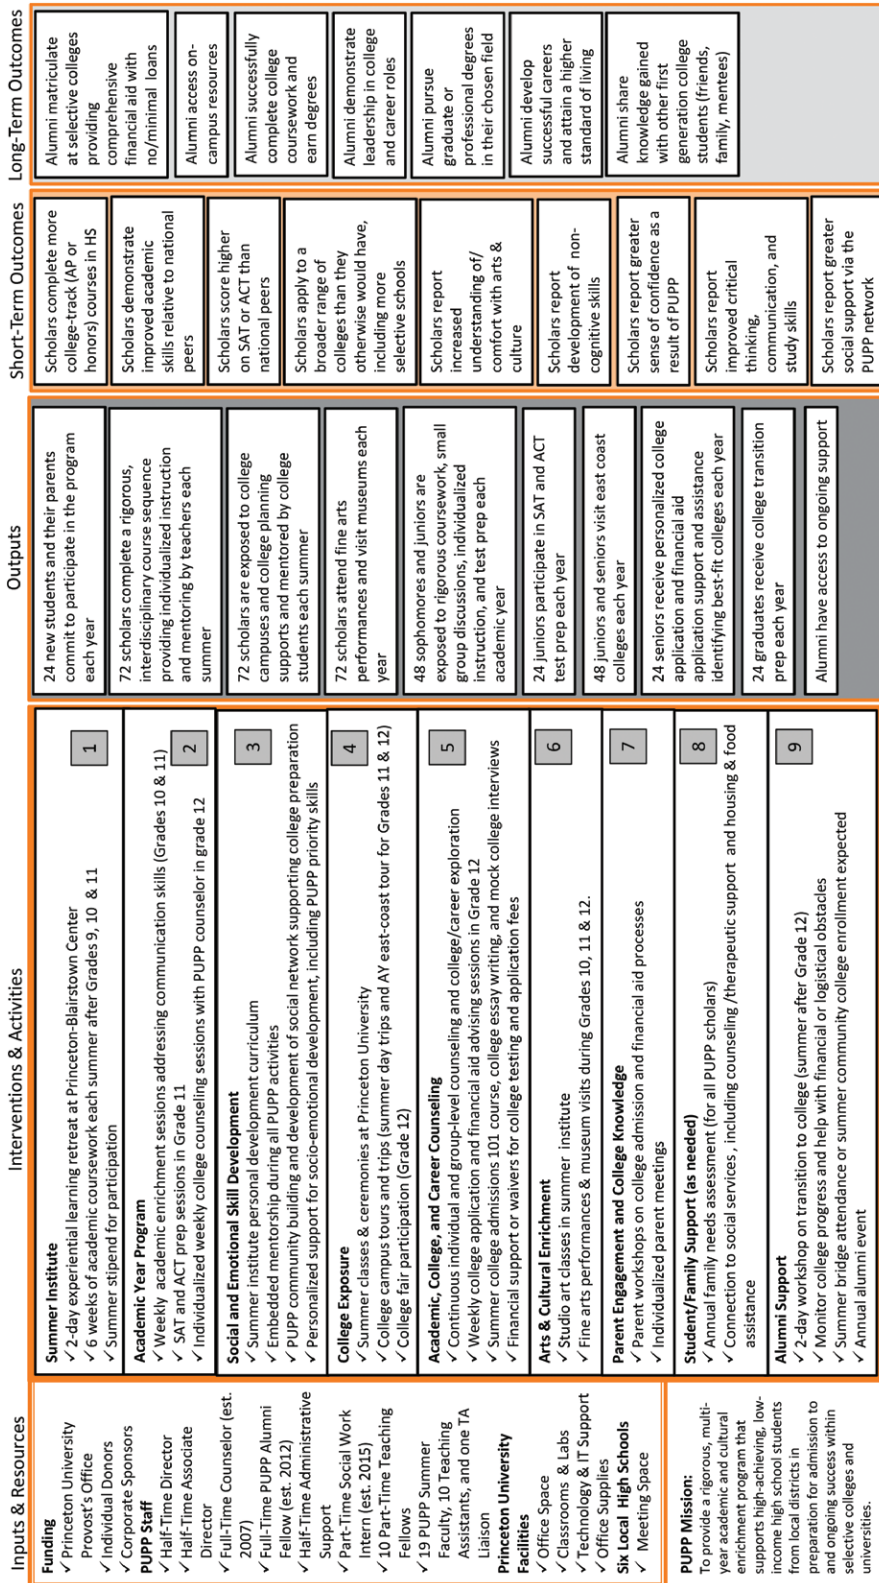 Inputs & Resources
Funding
✓ Princeton University
Provost's Office
✓ Individual Donors
✓ Corporate Sponsors
PUPP Staff
✓ Half-Time Director
✓ Half-Time Associate
Director
✓ Full-Time Counselor (est.
2007)
✓ Full-Time PUPP Alumni
Fellow (est. 2012)
✓ Half-Time Administrative
Support
✓ Part-Time Social Work
Intern (est. 2015)
✓ 10 Part-Time Teaching
Fellows
✓ 19 PUPP Summer
Faculty, 10 Teaching
Assistants, and one TA
Liaison
Princeton University
Facilities
✓ Office Space
✓ Classrooms & Labs
✓ Technology & IT Support
✓ Office Supplies
Six Local High Schools
✓ Meeting Space
PUPP Mission:
To provide a rigorous, multi-
year academic and cultural
enrichment program that
supports high-achieving, low-
income high school students
from local districts in
preparation for admission to
and ongoing success within
selective colleges and
universities.
Interventions & Activities
Summer Institute
✓ 2-day experiential learning retreat at Princeton-Blairstown Center
✓ 6 weeks of academic coursework each summer after Grades 9, 10 & 11
✓ Summer stipend for participation
1
Academic Year Program
✓ Weekly academic enrichment sessions addressing communication skills (Grades 10 & 11)
✓ SAT and ACT prep sessions in Grade 11
✓ Individualized weekly college counseling sessions with PUPP counselor in grade 12
2
Social and Emotional Skill Development
✓ Summer institute personal development curriculum
✓ Embedded mentorship during all PUPP activities
✓ PUPP community building and development of social network supporting college preparation
✓ Personalized support for socio-emotional development, including PUPP priority skills
3
College Exposure
✓ Summer classes & ceremonies at Princeton University
✓ College campus tours and trips (summer day trips and AY east-coast tour for Grades 11 & 12)
✓ College fair participation (Grade 12)
4
Academic, College, and Career Counseling
✓ Continuous individual and group-level counseling and college/career exploration
✓ Weekly college application and financial aid advising sessions in Grade 12
✓ Summer college admissions 101 course, college essay writing, and mock college interviews
✓ Financial support or waivers for college testing and application fees
5
Arts & Cultural Enrichment
✓ Studio art classes in summer institute
✓ Fine arts performances & museum visits during Grades 10, 11 & 12.
6
Parent Engagement and College Knowledge
✓ Parent workshops on college admission and financial aid processes
✓ Individualized parent meetings
7
Student/Family Support (as needed)
✓ Annual family needs assessment (for all PUPP scholars)
✓ Connection to social services , including counseling /therapeutic support and housing & food
assistance
8
Alumni Support
✓ 2-day workshop on transition to college (summer after Grade 12)
✓ Monitor college progress and help with financial or logistical obstacles
✓ Summer bridge attendance or summer community college enrollment expected
✓ Annual alumni event
9
Outputs
24 new students and their parents
commit to participate in the program
each year
72 scholars complete a rigorous,
interdisciplinary course sequence
providing individualized instruction
and mentoring by teachers each
summer
72 scholars are exposed to college
campuses and college planning
supports and mentored by college
students each summer
72 scholars attend fine arts
performances and visit museums each
year
48 sophomores and juniors are
exposed to rigorous coursework, small
group discussions, individualized
instruction, and test prep each
academic year
24 juniors participate in SAT and ACT
test prep each year
48 juniors and seniors visit east coast
colleges each year
24 seniors receive personalized college
application and financial aid
application support and assistance
identifying best-fit colleges each year
24 graduates receive college transition
prep each year
Alumni have access to ongoing support
Short-Term Outcomes
Scholars complete more
college-track (AP or
honors) courses in HS
Scholars demonstrate
improved academic
skills relative to national
peers
Scholars score higher
on SAT or ACT than
national peers
Scholars apply to a
broader range of
colleges than they
otherwise would have,
including more
selective schools
Scholars report
increased
understanding of/
comfort with arts &
culture
Scholars report
development of non-
cognitive skills
Scholars report greater
sense of confidence as a
result of PUPP
Scholars report
improved critical
thinking,
communication, and
study skills
Scholars report greater
social support via the
PUPP network
Long-Term Outcomes
Alumni matriculate
at selective colleges
providing
comprehensive
financial aid with
no/minimal loans
Alumni access on-
campus resources
Alumni successfully
complete college
coursework and
earn degrees
Alumni demonstrate
leadership in college
and career roles
Alumni pursue
graduate or
professional degrees
in their chosen field
Alumni develop
successful careers
and attain a higher
standard of living
Alumni share
knowledge gained
with other first
generation college
students (friends,
family, mentees)